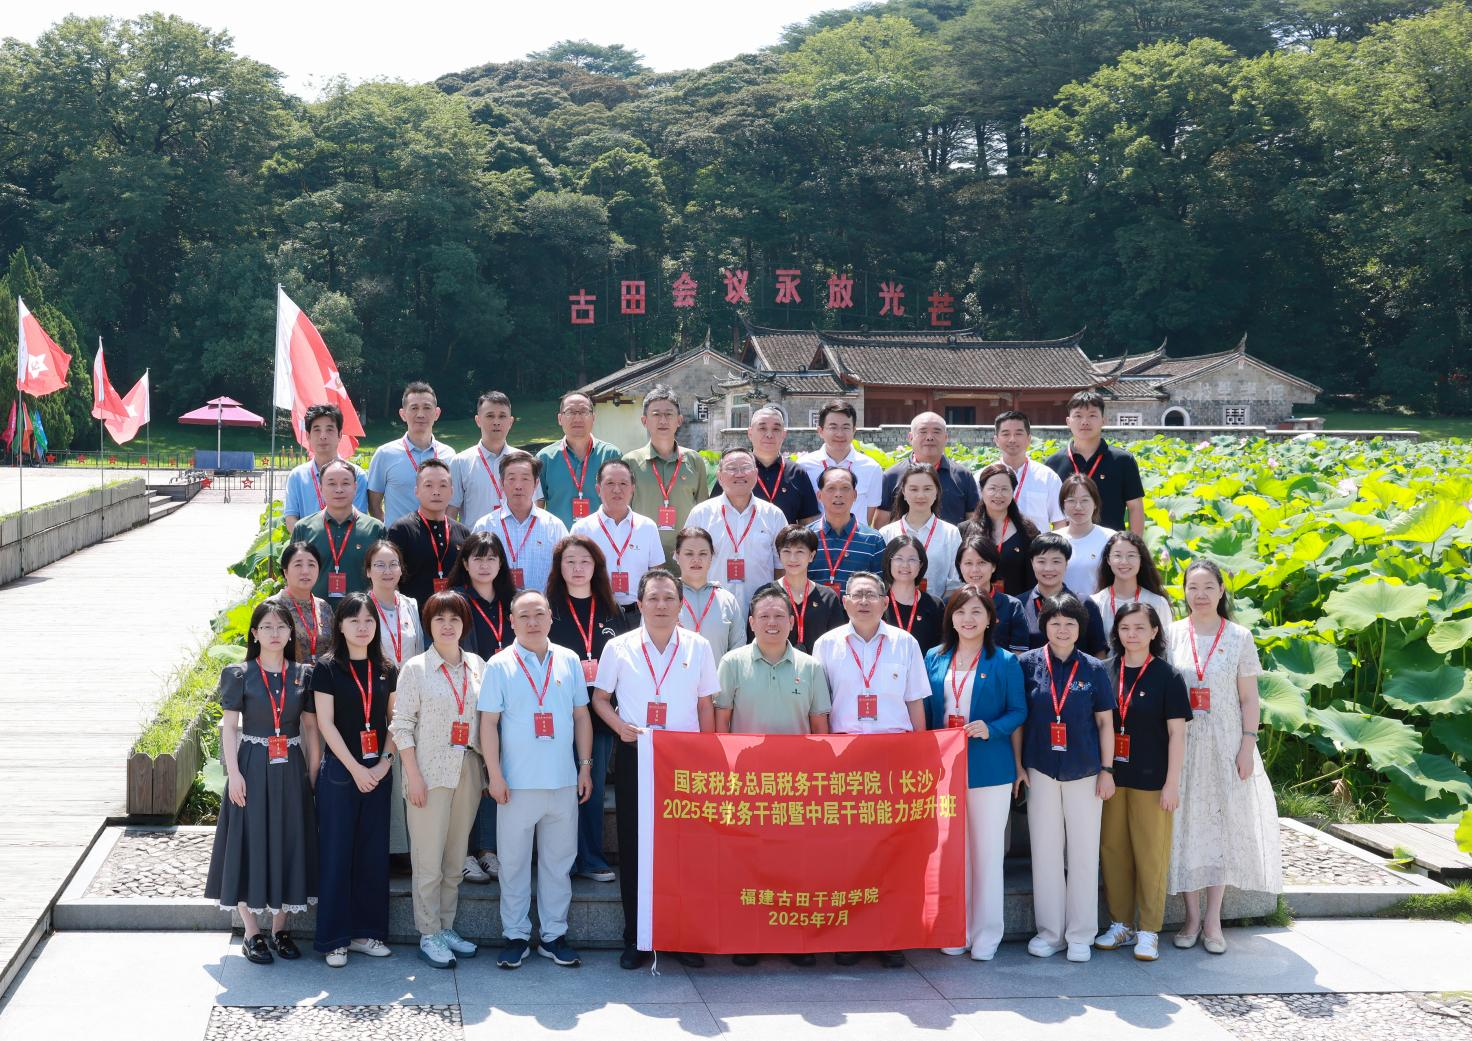 古田会议永放光芒
国家税务总局税务干部学院（长沙）
2025年党务干部暨中层干部能力提升班
福建古田干部学院
2025年7月